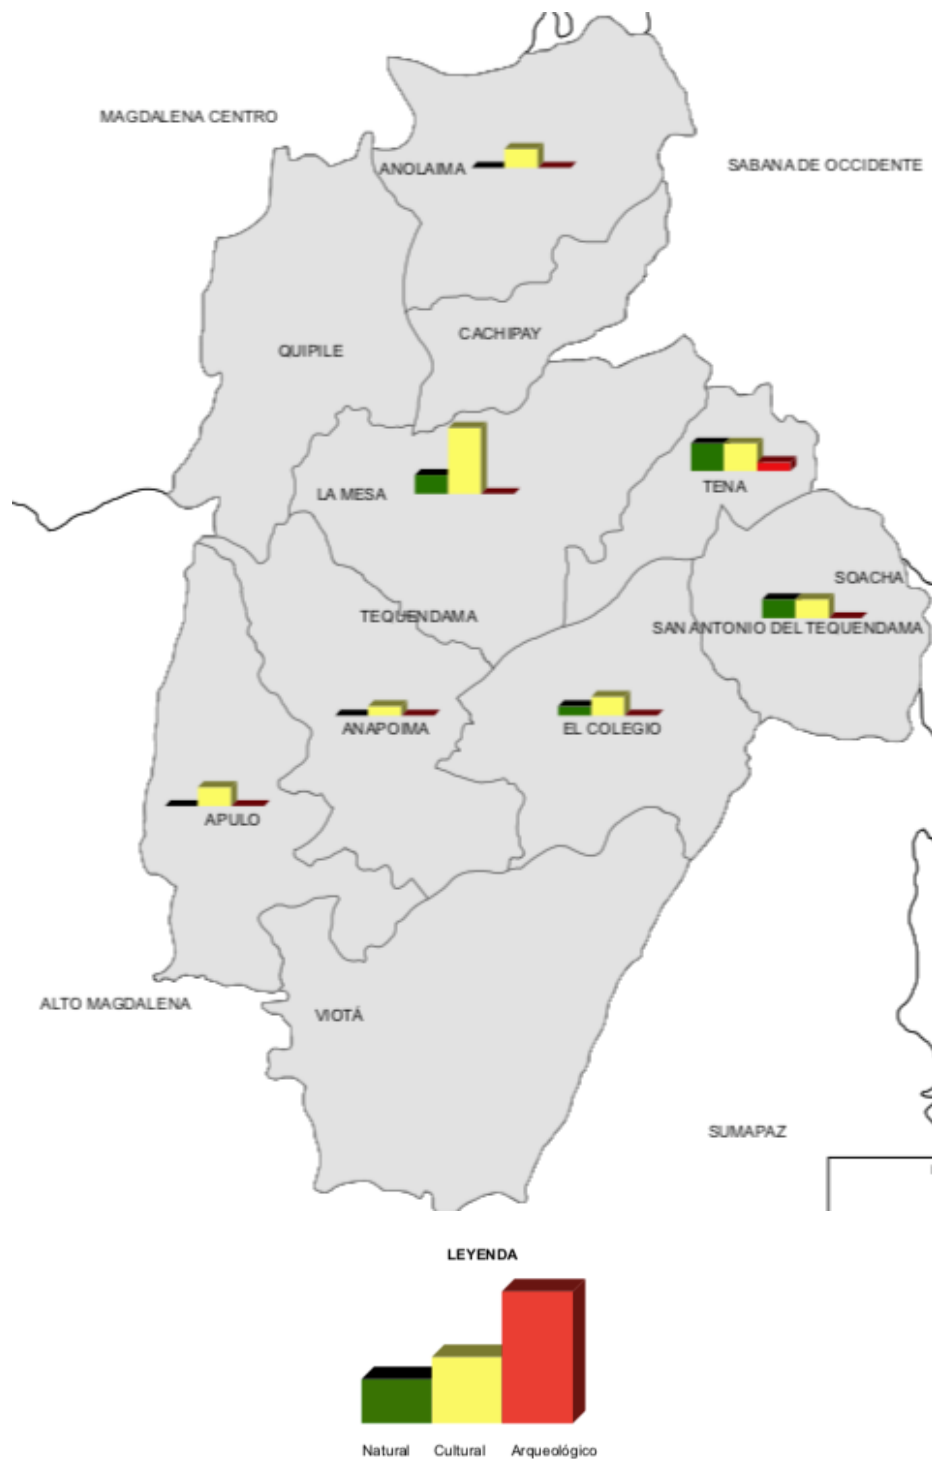 MAGDALENA CENTRO
SABANA DE OCCIDENTE
ANOLAIMA
CACHIPAY
QUIPILE
LA MESA
TENA
SOACHA
TEQUENDAMA
SAN ANTONIO DEL TEQUENDAMA
ANAPOIMA
EL COLEGIO
APULO
ALTO MAGDALENA
VIOTÁ
SUMAPAZ
LEYENDA
Natural Cultural Arqueológico